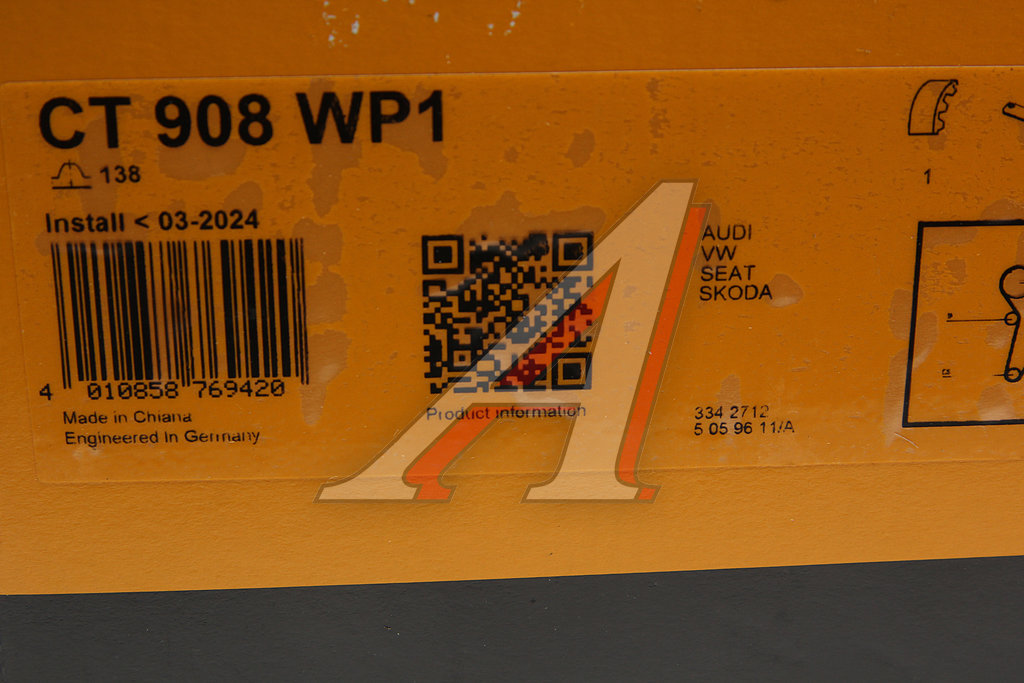 CT 908 WP1
138
1
Install < 03-2024
AUDI
VW
SEAT
SKODA
4 010858 769420
Made in Chiana
Engineered in Germany
Product information
334 2712
5 05 96 11/A
A